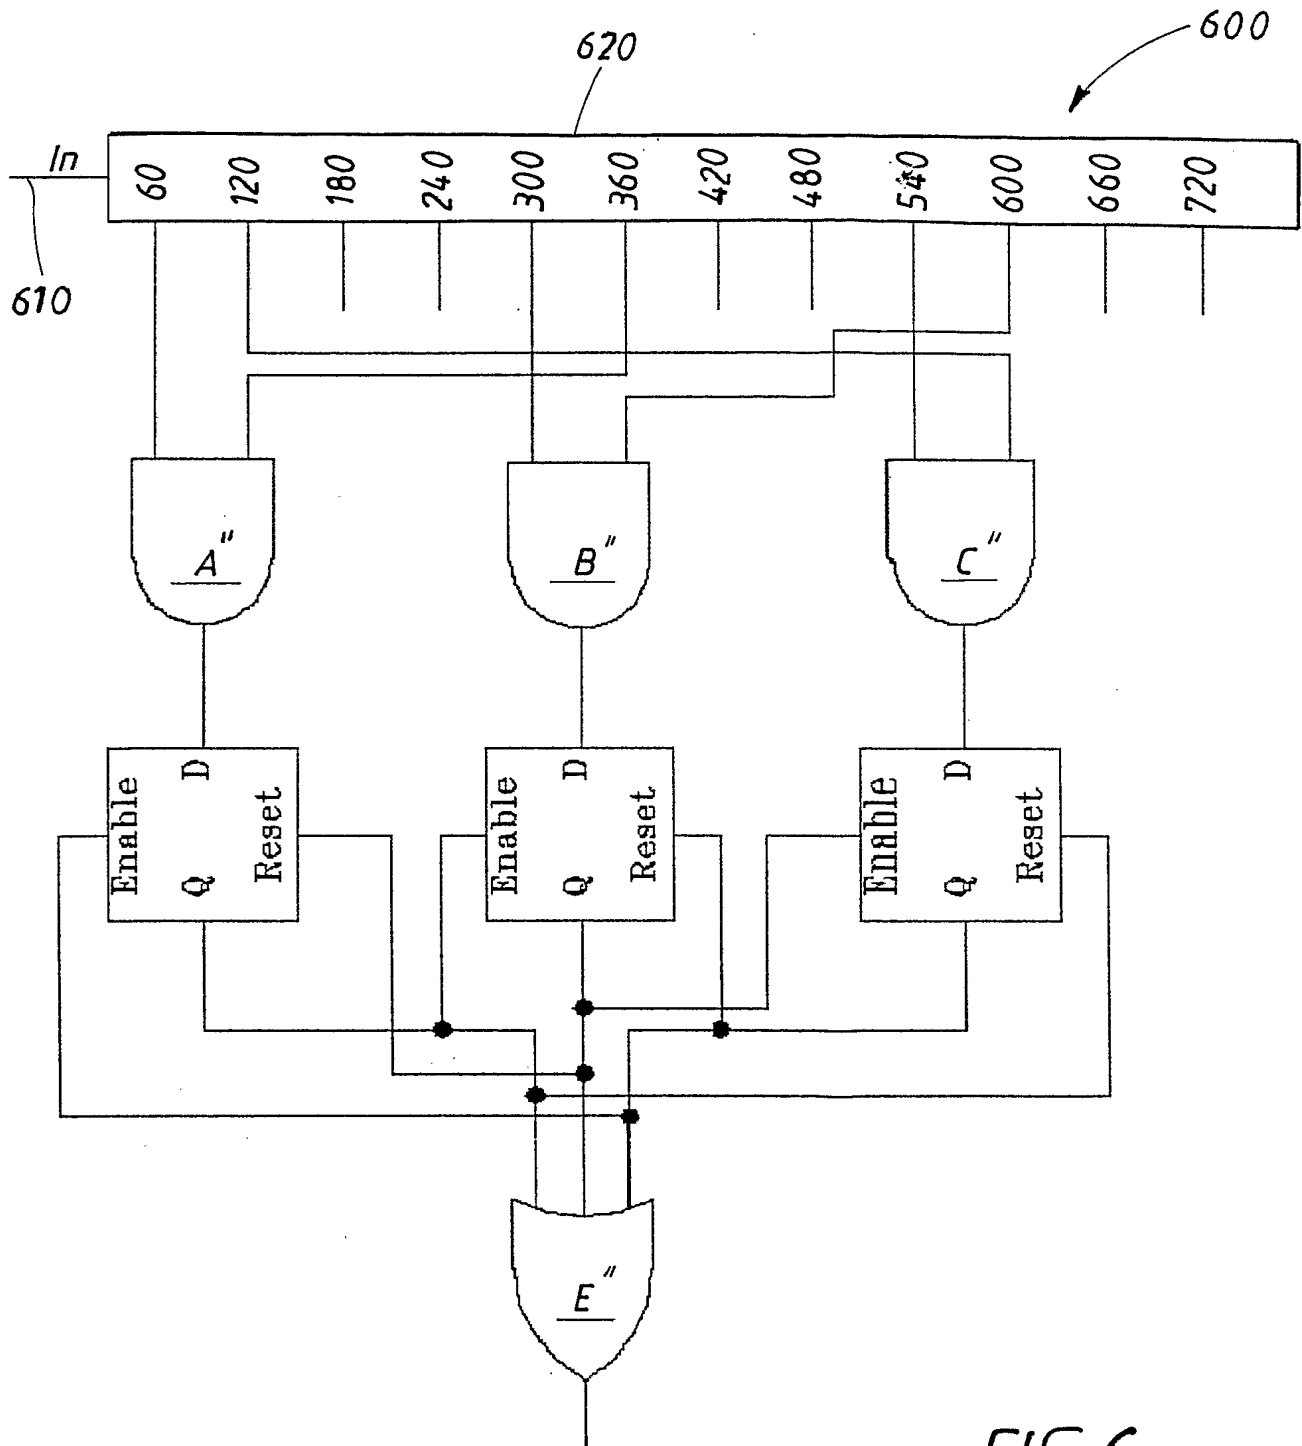 600
620
In
60 120 180 240 300 360 420 480 540 600 660 720
610
A" B" C"
Enable D Q Reset
Enable D Q Reset
Enable D Q Reset
E"